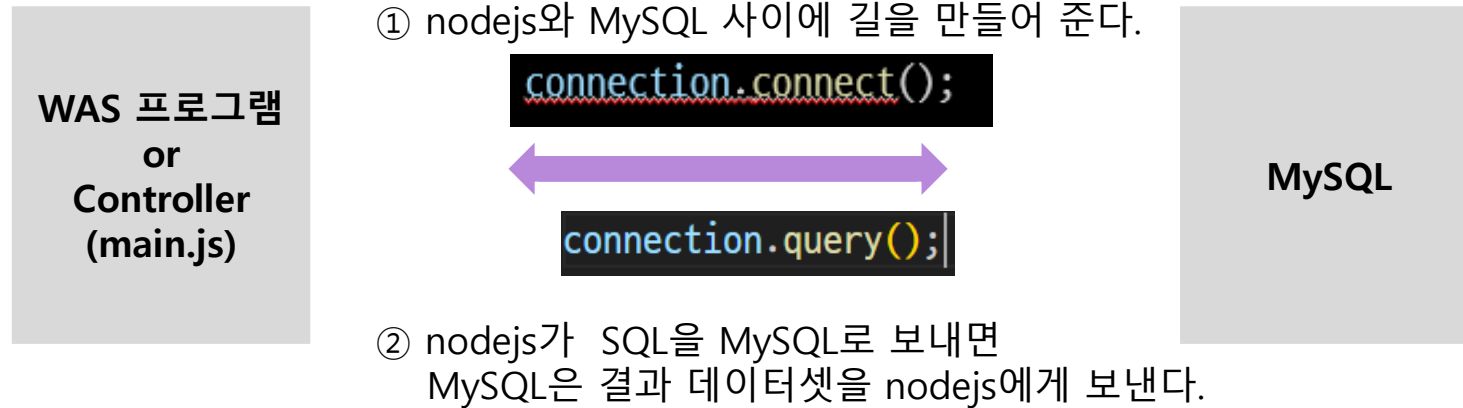 ① nodejs와 MySQL 사이에 길을 만들어 준다.
connection.connect();
WAS 프로그램
or
Controller
(main.js)
MySQL
connection.query();
② nodejs가 SQL을 MySQL로 보내면
MySQL은 결과 데이터셋을 nodejs에게 보낸다.